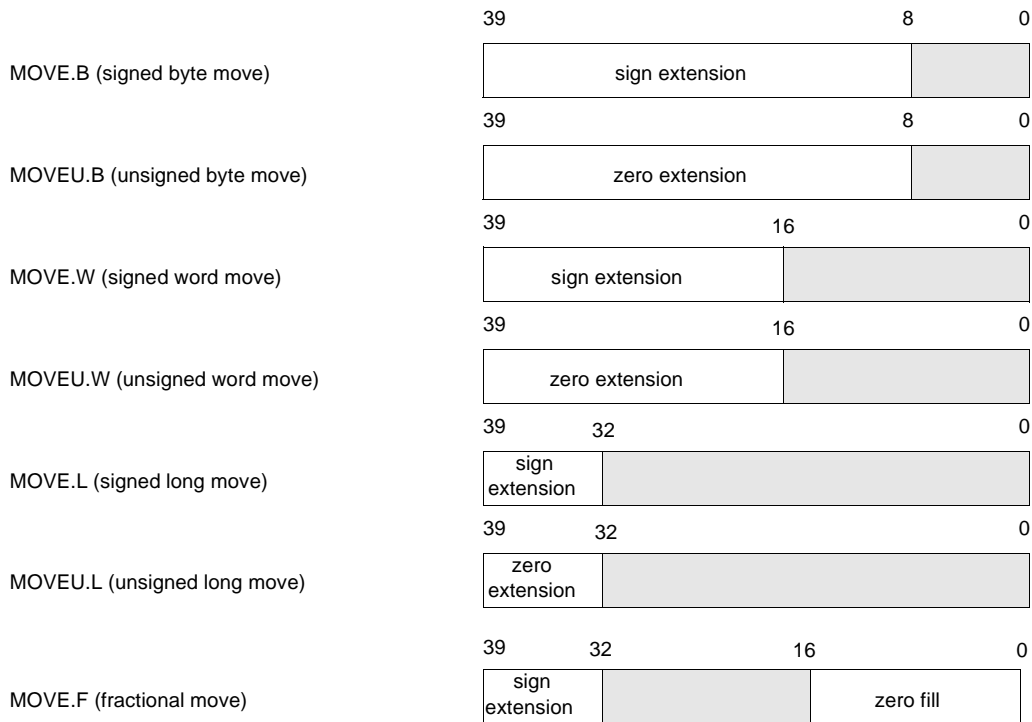 39 8 0
MOVE.B (signed byte move) sign extension
39 8 0
MOVEU.B (unsigned byte move) zero extension
39 16 0
MOVE.W (signed word move) sign extension
39 16 0
MOVEU.W (unsigned word move) zero extension
39 32 0
MOVE.L (signed long move) sign extension
39 32 0
MOVEU.L (unsigned long move) zero extension
39 32 16 0
MOVE.F (fractional move) sign extension zero fill